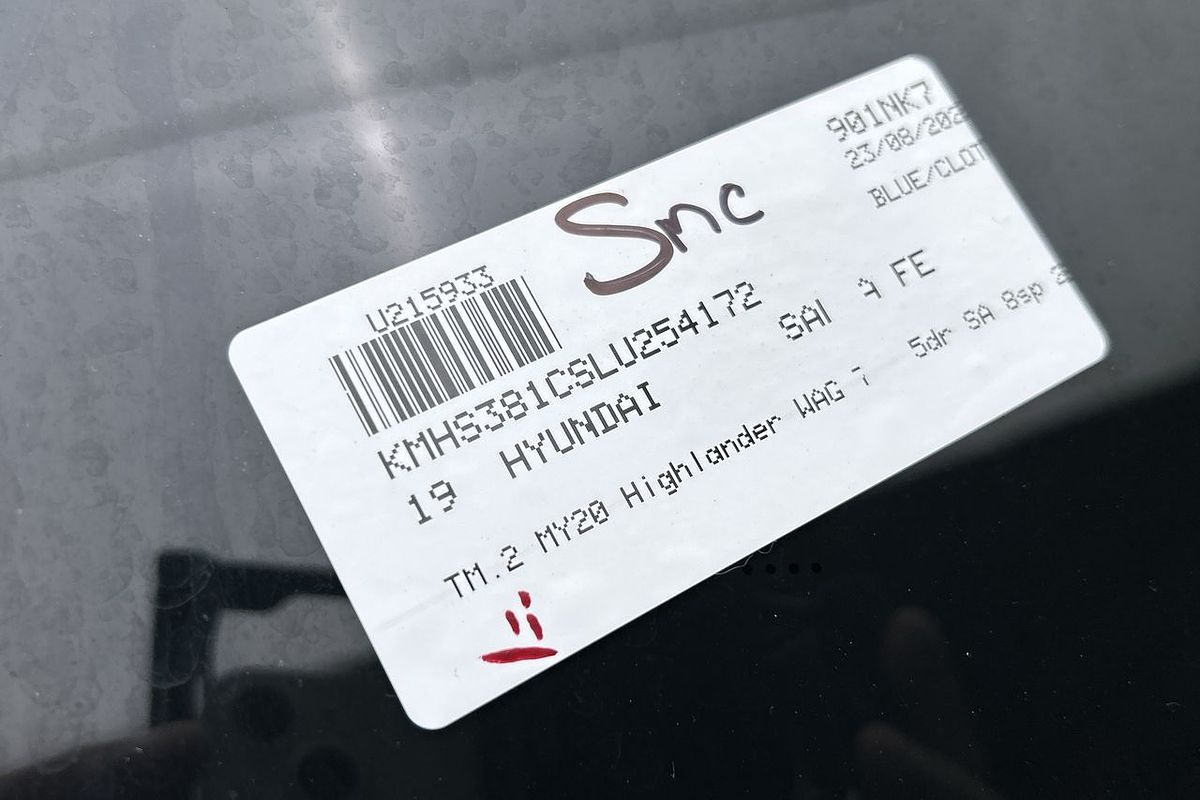 901NK7
23/08/202
BLUE/CLOT
Smc
U215933
KMHS381CSLU254172
19 HYUNDAI SAI A FE
TM.2 MY20 Highlander WAG 7 5dr SA 8sp 2